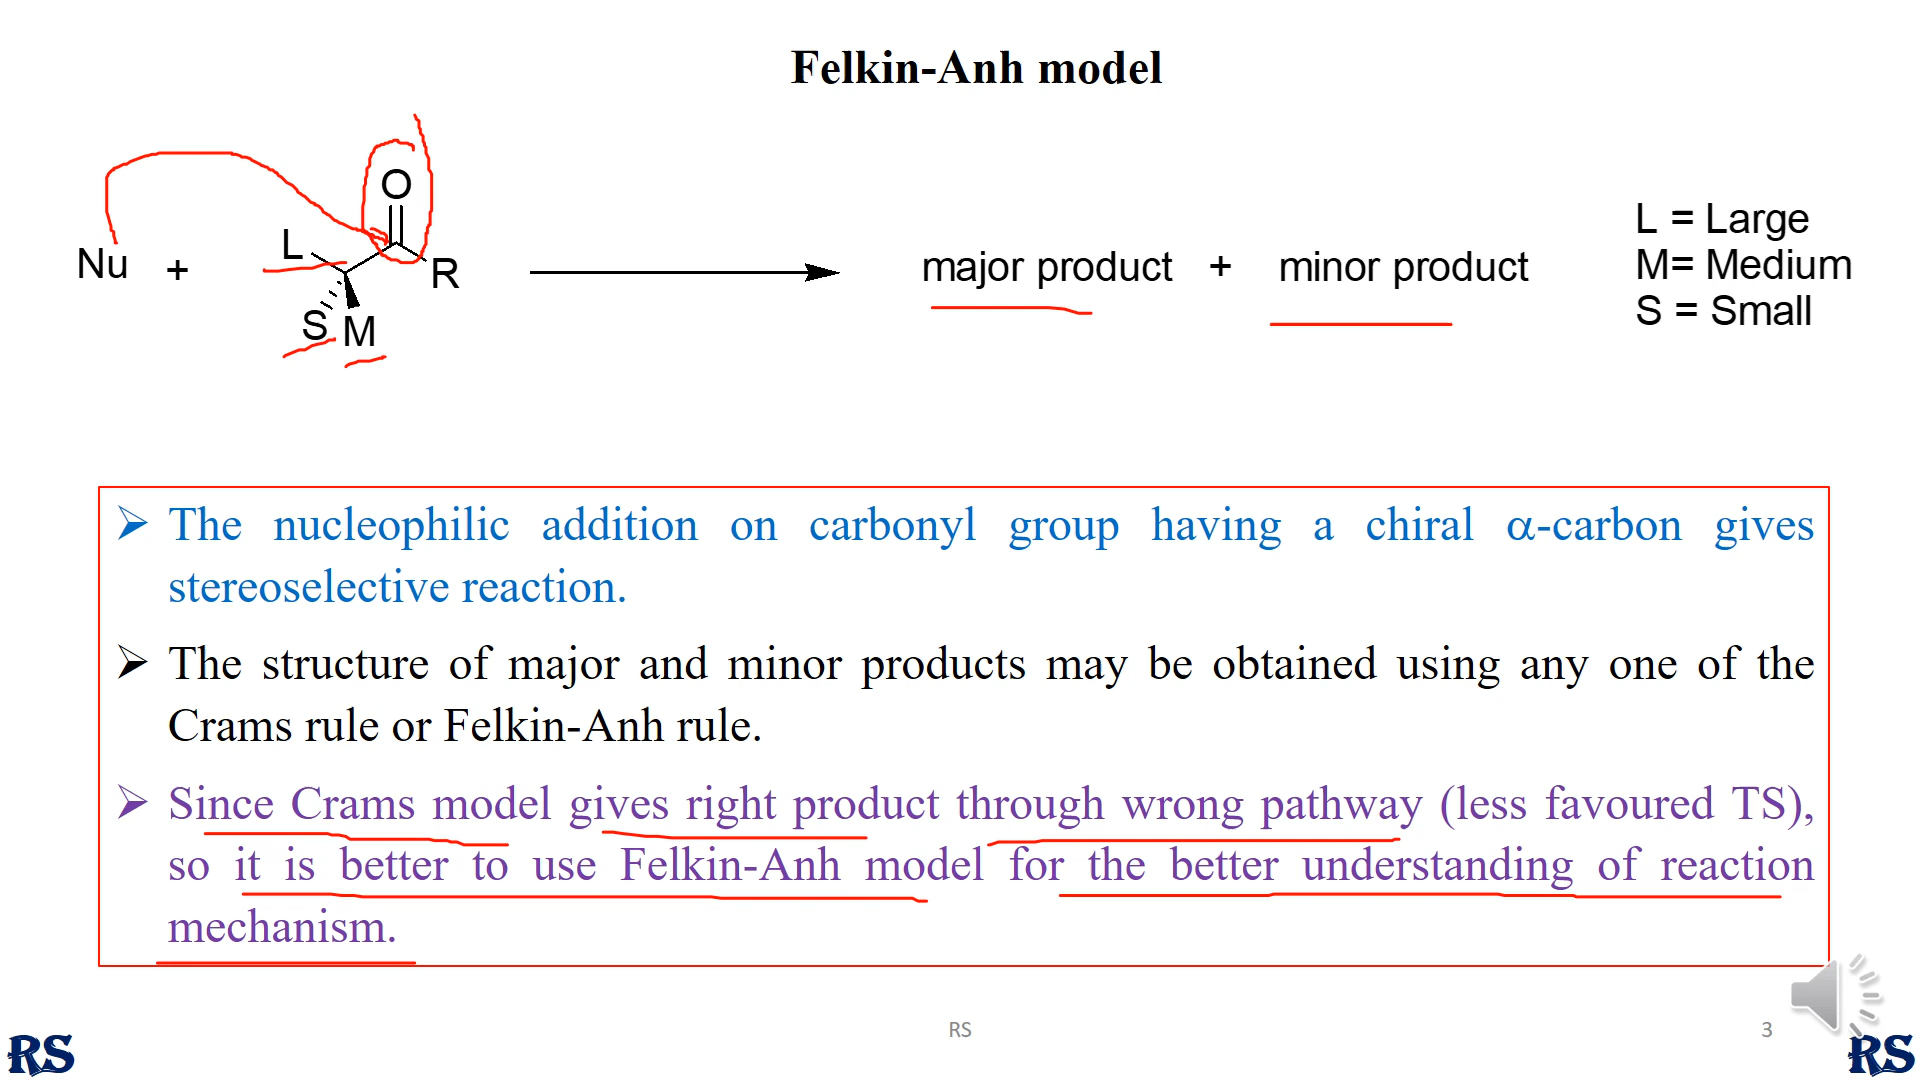 Felkin-Anh model
O
L
R
S M
Nu +
major product + minor product
L = Large
M= Medium
S = Small
The nucleophilic addition on carbonyl group having a chiral α-carbon gives
stereoselective reaction.
The structure of major and minor products may be obtained using any one of the
Crams rule or Felkin-Anh rule.
Since Crams model gives right product through wrong pathway (less favoured TS),
so it is better to use Felkin-Anh model for the better understanding of reaction
mechanism.
RS
3
RS
RS